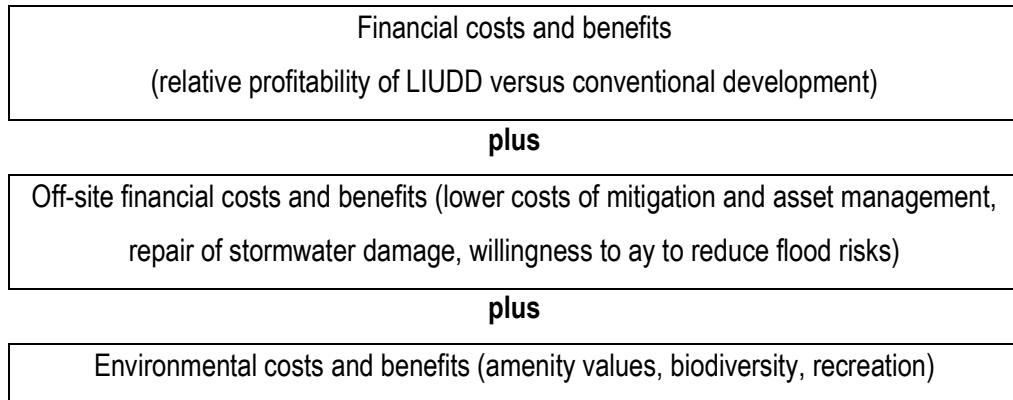 Financial costs and benefits
(relative profitability of LIUDD versus conventional development)
plus
Off-site financial costs and benefits (lower costs of mitigation and asset management,
repair of stormwater damage, willingness to ay to reduce flood risks)
plus
Environmental costs and benefits (amenity values, biodiversity, recreation)